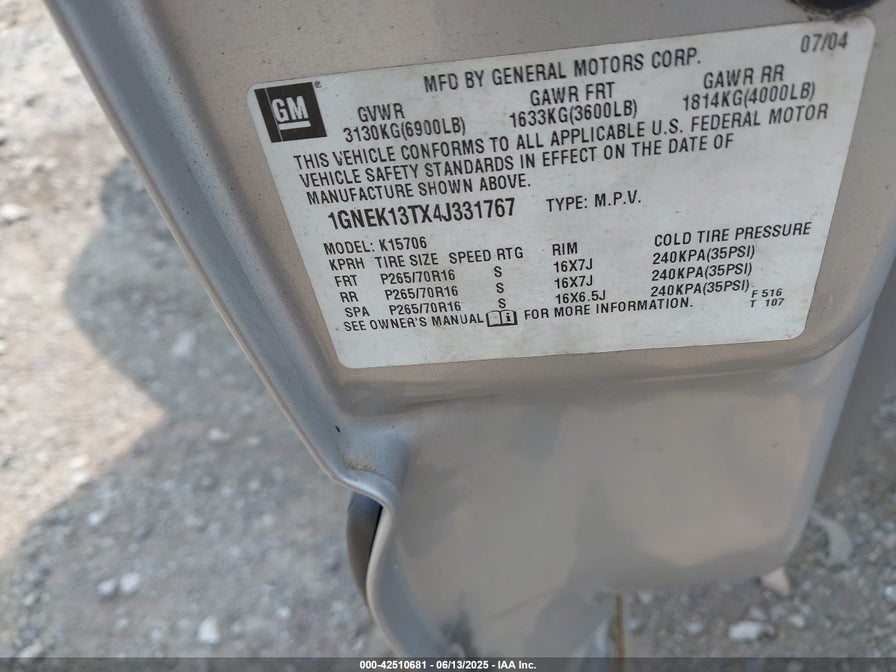 GM
MFD BY GENERAL MOTORS CORP. 07/04
GVWR GAWR FRT GAWR RR
3130KG(6900LB) 1633KG(3600LB) 1814KG(4000LB)
THIS VEHICLE CONFORMS TO ALL APPLICABLE U.S. FEDERAL MOTOR
VEHICLE SAFETY STANDARDS IN EFFECT ON THE DATE OF
MANUFACTURE SHOWN ABOVE.
1GNEK13TX4J331767 TYPE: M.P.V.
MODEL: K15706
KPRH TIRE SIZE SPEED RTG RIM COLD TIRE PRESSURE
FRT P265/70R16 S 16X7J 240KPA(35PSI)
RR P265/70R16 S 16X7J 240KPA(35PSI)
SPA P265/70R16 S 16X6.5J 240KPA(35PSI)
SEE OWNER'S MANUAL i FOR MORE INFORMATION.
F 516
T 107
000-42510681 - 06/13/2025 - IAA Inc.